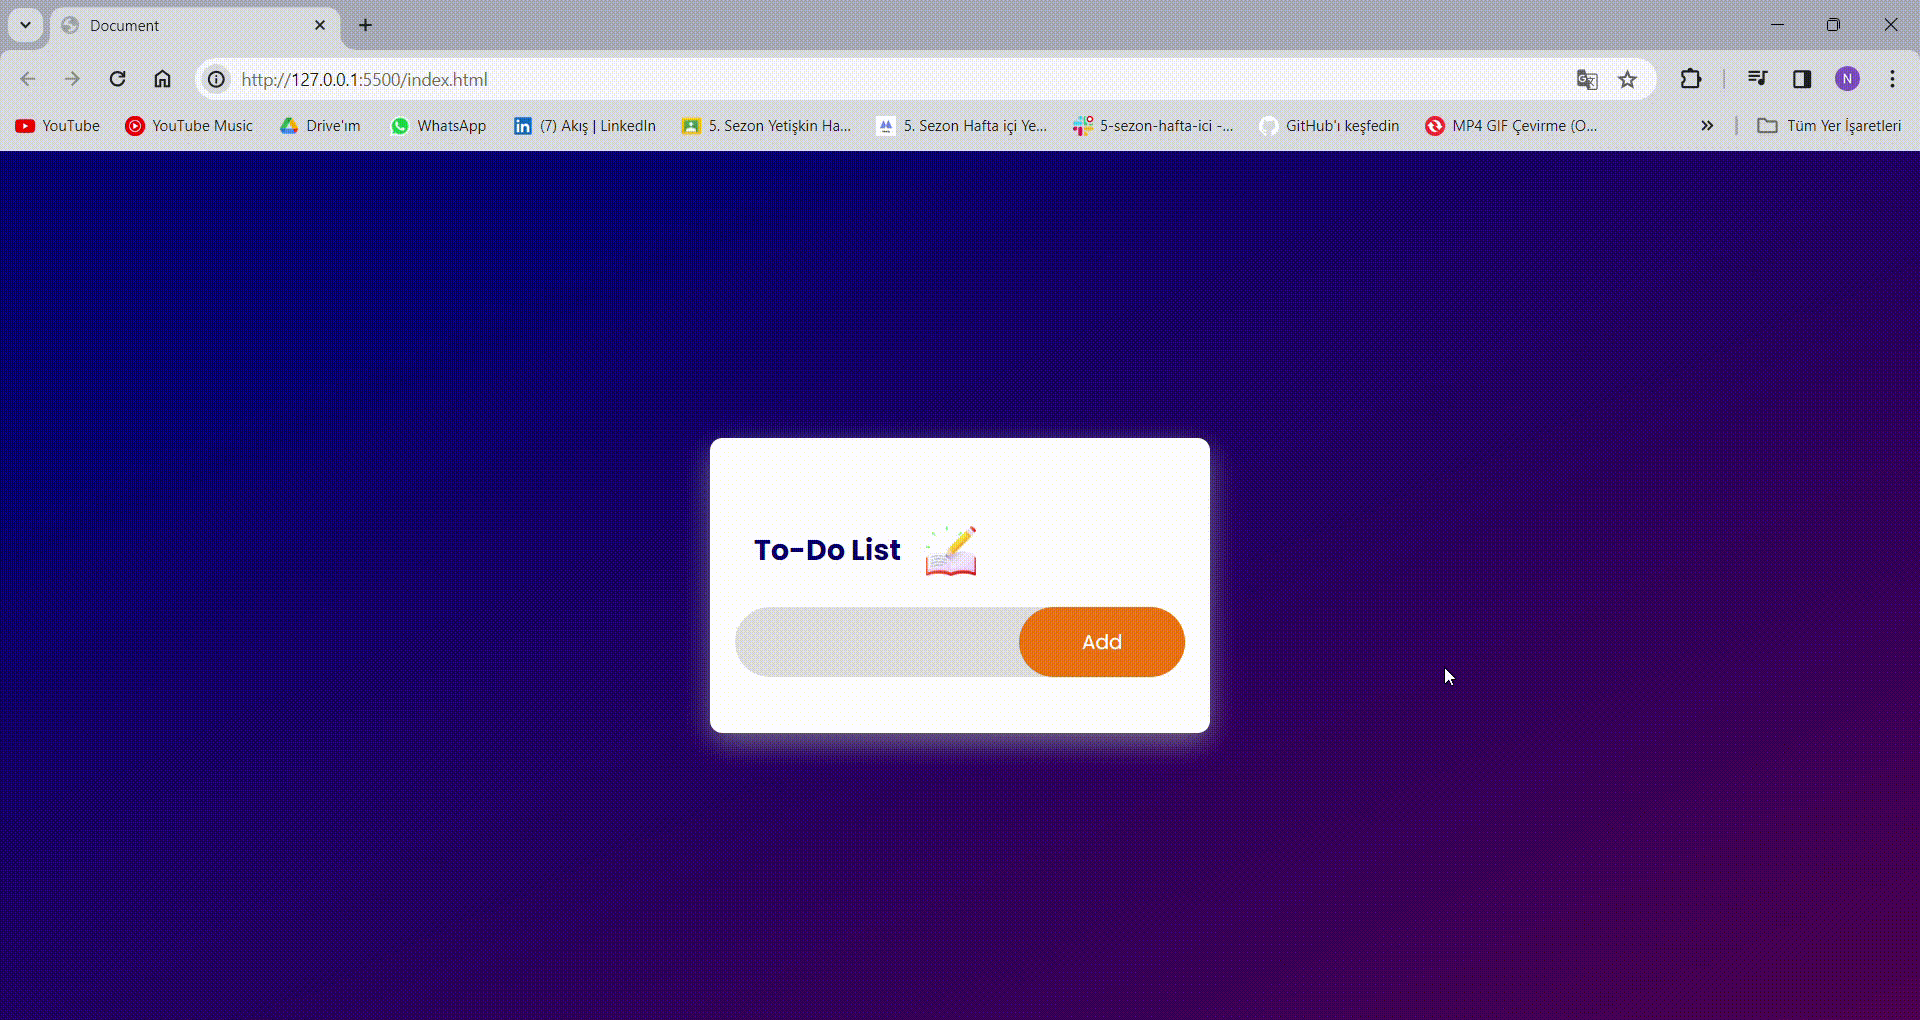 Document
http://127.0.0.1:5500/index.html
N
YouTube YouTube Music Drive'ım WhatsApp (7) Akış | LinkedIn 5. Sezon Yetişkin Ha... 5. Sezon Hafta içi Ye... 5-sezon-hafta-ici -... GitHub'ı keşfedin MP4 GIF Çevirme (O... Tüm Yer İşaretleri
To-Do List
Add